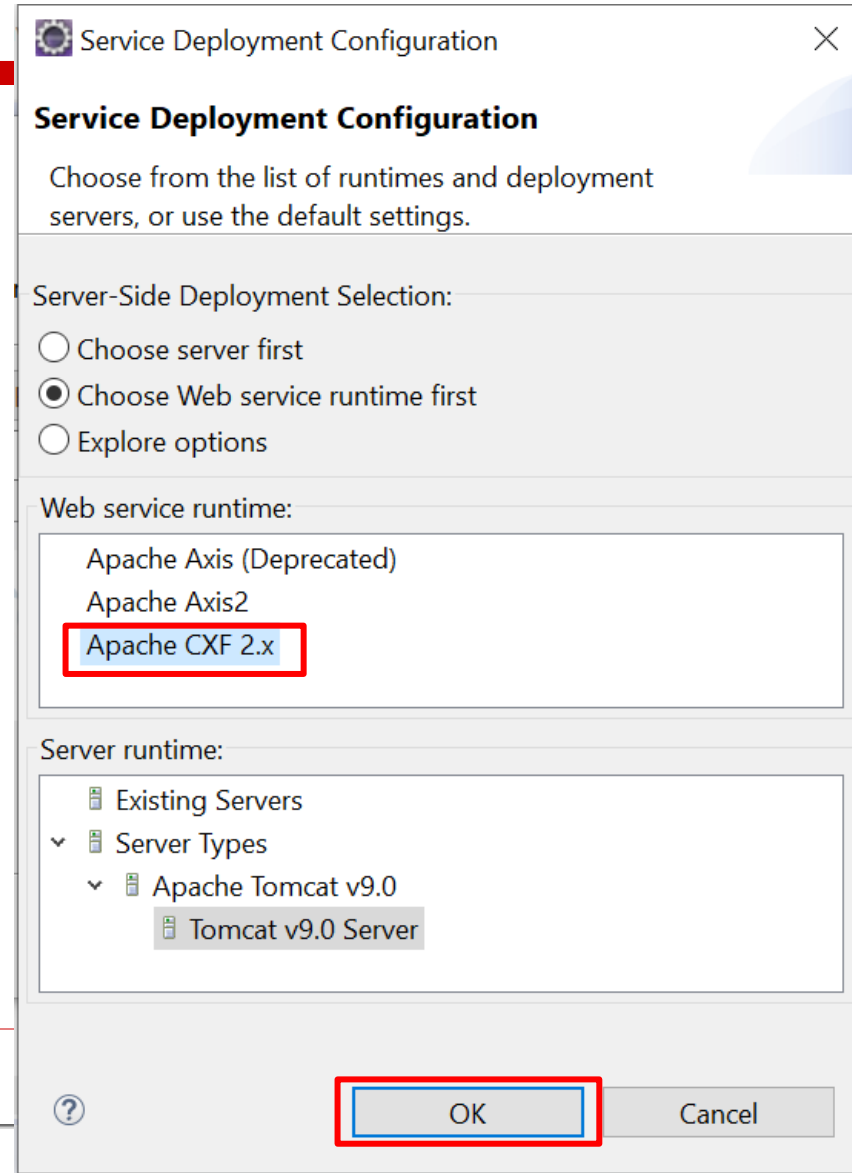 Service Deployment Configuration
Service Deployment Configuration
Choose from the list of runtimes and deployment
servers, or use the default settings.
Server-Side Deployment Selection:
Choose server first
Choose Web service runtime first
Explore options
Web service runtime:
Apache Axis (Deprecated)
Apache Axis2
Apache CXF 2.x
Server runtime:
Existing Servers
Server Types
Apache Tomcat v9.0
Tomcat v9.0 Server
?
OK
Cancel